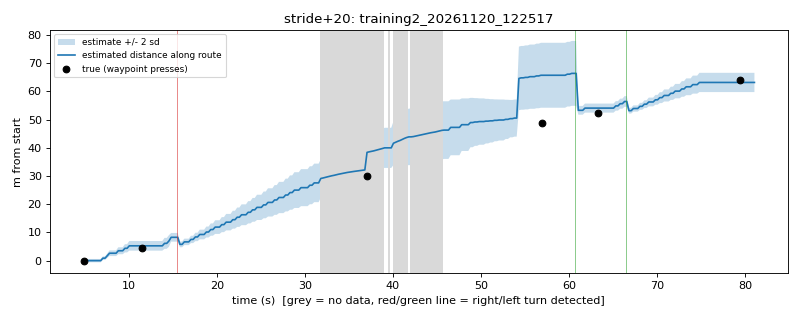 stride+20: training2_20261120_122517
estimate +/- 2 sd
estimated distance along route
true (waypoint presses)
m from start
80
70
60
50
40
30
20
10
0
10 20 30 40 50 60 70 80
time (s)  [grey = no data, red/green line = right/left turn detected]